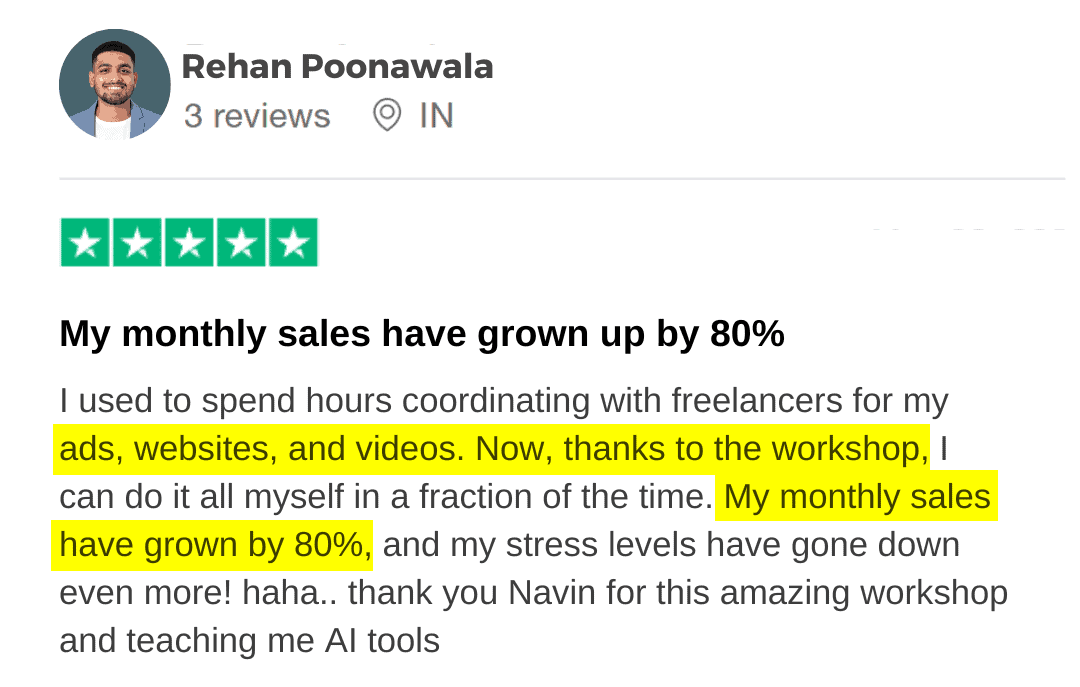 Rehan Poonawala
3 reviews IN
My monthly sales have grown up by 80%
I used to spend hours coordinating with freelancers for my
ads, websites, and videos. Now, thanks to the workshop, I
can do it all myself in a fraction of the time. My monthly sales
have grown by 80%, and my stress levels have gone down
even more! haha.. thank you Navin for this amazing workshop
and teaching me AI tools